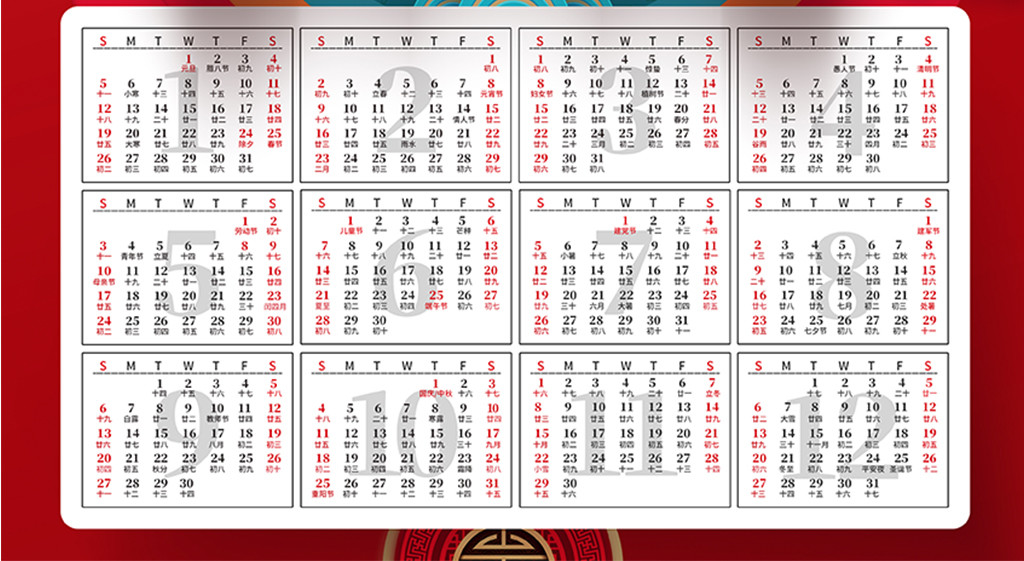 S M T W T F S
1 2 3 4
元旦 腊八节 初九 初十
5 6 7 8 9 10 11
十一 小寒 十三 十四 十五 十六 十七
12 13 14 15 16 17 18
十八 十九 二十 廿一 廿二 廿三 廿四
19 20 21 22 23 24 25
廿五 大寒 廿七 廿八 廿九 除夕 春节
26 27 28 29 30 31
初二 初三 初四 初五 初六 初七
1
S M T W T F S
1
初八
2 3 4 5 6 7 8
初九 初十 立春 十二 十三 十四 元宵节
9 10 11 12 13 14 15
十六 十七 十八 十九 二十 情人节 廿二
16 17 18 19 20 21 22
廿三 廿四 廿五 雨水 廿七 廿八 廿九
23 24 25 26 27 28 29
二月 初二 初三 初四 初五 初六 初七
2
S M T W T F S
1 2 3 4 5 6 7
初八 初九 初十 十一 惊蛰 十三 十四
8 9 10 11 12 13 14
妇女节 十六 十七 十八 植树节 二十 廿一
15 16 17 18 19 20 21
廿二 廿三 廿四 廿五 廿六 春分 廿八
22 23 24 25 26 27 28
廿九 三月 初二 初三 初四 初五
29 30 31
初六 初七 初八
3
S M T W T F S
1 2 3 4
愚人节 初十 十一 清明节
5 6 7 8 9 10 11
十三 十四 十五 十六 十七 十八 十九
12 13 14 15 16 17 18
二十 廿一 廿二 廿三 廿四 廿五 廿六
19 20 21 22 23 24 25
谷雨 廿八 廿九 三十 四月 初二 初三
26 27 28 29 30
初四 初五 初六 初七 初八
4
S M T W T F S
1 2
劳动节 初十
3 4 5 6 7 8 9
十一 青年节 立夏 十四 十五 十六 十七
10 11 12 13 14 15 16
母亲节 十九 二十 廿一 廿二 廿三 廿四
17 18 19 20 21 22 23
廿五 廿六 廿七 廿八 廿九 三十 闰四月
24 25 26 27 28 29 30
初二 初三 初四 初五 初六 初七 初八
5
S M T W T F S
1 2 3 4 5 6
儿童节 十一 十二 十三 芒种 十五
7 8 9 10 11 12 13
十六 十七 十八 十九 二十 廿一 廿二
14 15 16 17 18 19 20
廿三 廿四 廿五 廿六 廿七 廿八 廿九
21 22 23 24 25 26 27
夏至 初二 初三 初四 端午节 初六 初七
28 29 30
初八 初九 初十
6
S M T W T F S
1 2 3 4
建党节 十二 十三 十四
5 6 7 8 9 10 11
十五 小暑 十七 十八 十九 二十 廿一
12 13 14 15 16 17 18
廿二 廿三 廿四 廿五 廿六 廿七 廿八
19 20 21 22 23 24 25
廿九 三十 六月 大暑 初三 初四 初五
26 27 28 29 30 31
初六 初七 初八 初九 初十 十一
7
S M T W T F S
1
建军节
2 3 4 5 6 7 8
十三 十四 十五 十六 十七 立秋 十九
9 10 11 12 13 14 15
二十 廿一 廿二 廿三 廿四 廿五 廿六
16 17 18 19 20 21 22
廿七 廿八 廿九 七月 初二 初三 处暑
23 24 25 26 27 28 29
初五 初六 七夕节 初八 初九 初十 十一
8
S M T W T F S
1 2 3 4 5
十四 十五 十六 十七 十八
6 7 8 9 10 11 12
十九 白露 廿一 廿二 教师节 廿四 廿五
13 14 15 16 17 18 19
廿六 廿七 廿八 廿九 八月 初二 初三
20 21 22 23 24 25 26
初四 初五 秋分 初七 初八 初九 初十
27 28 29 30
十一 十二 十三 十四
9
S M T W T F S
1 2 3
国庆/中秋 十六 十七
4 5 6 7 8 9 10
十八 十九 二十 廿一 寒露 廿三 廿四
11 12 13 14 15 16 17
廿五 廿六 廿七 廿八 廿九 三十 九月
18 19 20 21 22 23 24
初二 初三 初四 初五 初六 霜降 初八
25 26 27 28 29 30 31
重阳节 初十 十一 十二 十三 十四 十五
10
S M T W T F S
1 2 3 4 5 6 7
十六 十七 十八 十九 二十 廿一 立冬
8 9 10 11 12 13 14
廿三 廿四 廿五 廿六 廿七 廿八 廿九
15 16 17 18 19 20 21
十月 初二 初三 初四 初五 初六 初七
22 23 24 25 26 27 28
小雪 初九 初十 十一 十二 十三 十四
29 30
十五 十六
11
S M T W T F S
1 2 3 4 5
十七 十八 十九 二十 廿一
6 7 8 9 10 11 12
廿二 大雪 廿四 廿五 廿六 廿七 廿八
13 14 15 16 17 18 19
廿九 三十 十一月 初二 初三 初四 初五
20 21 22 23 24 25 26
初六 冬至 初八 初九 平安夜 圣诞节 十二
27 28 29 30 31
十三 十四 十五 十六 十七
12